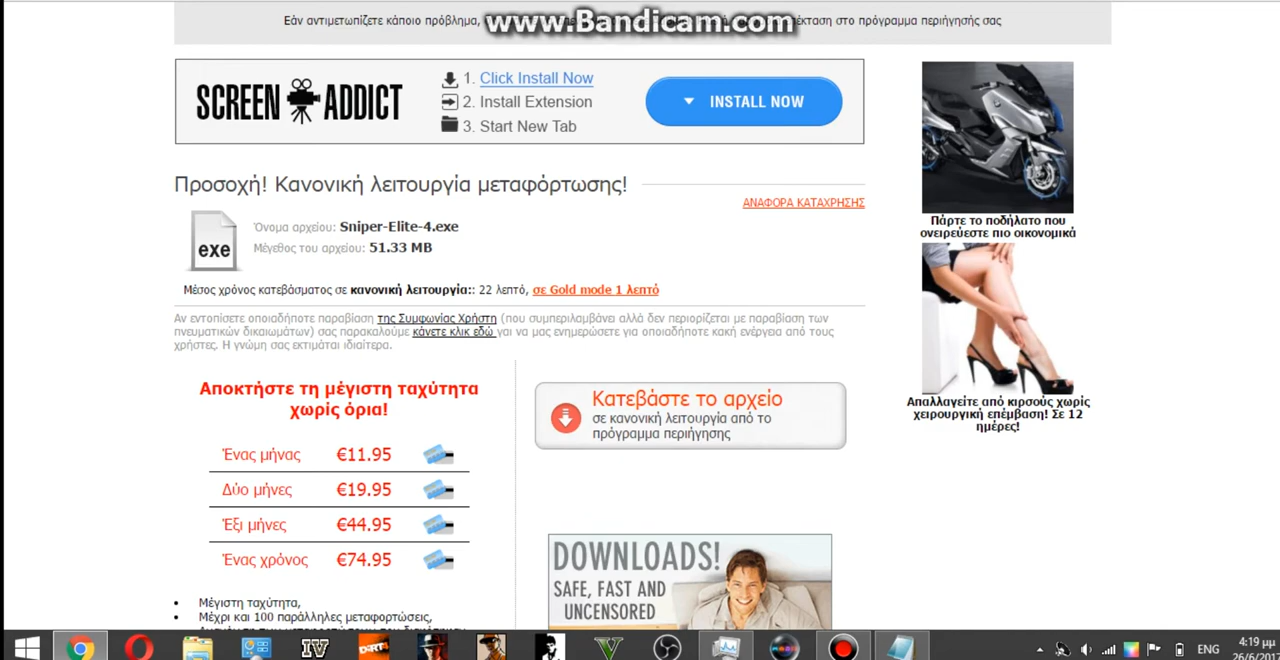 Εάν αντιμετωπίζετε κάποιο πρόβλημα,
www.Bandicam.com
πέκταση στο πρόγραμμα περιήγησής σας
SCREEN ADDICT
1. Click Install Now
2. Install Extension
3. Start New Tab
INSTALL NOW
Πάρτε το ποδήλατο που
ονειρεύεστε πιο οικονομικά
Προσοχή! Κανονική λειτουργία μεταφόρτωσης!
ΑΝΑΦΟΡΑ ΚΑΤΑΧΡΗΣΗΣ
exe
Όνομα αρχείου: Sniper-Elite-4.exe
Μέγεθος του αρχείου: 51.33 MB
Μέσος χρόνος κατεβάσματος σε κανονική λειτουργία:: 22 λεπτό, σε Gold mode 1 λεπτό
Αν εντοπίσετε οποιαδήποτε παραβίαση της Συμφωνίας Χρήστη (που συμπεριλαμβάνει αλλά δεν περιορίζεται με παραβίαση των
πνευματικών δικαιωμάτων) σας παρακαλούμε κάνετε κλικ εδώ γαι να μας ενημερώσετε για οποιοδήποτε κακή ενέργεια από τους
χρήστες. Η γνώμη σας εκτιμάται ιδιαίτερα.
Απαλλαγείτε από κιρσούς χωρίς
χειρουργική επέμβαση! Σε 12
ημέρες!
Αποκτήστε τη μέγιστη ταχύτητα
χωρίς όρια!
Ένας μήνας €11.95
Δύο μήνες €19.95
Έξι μήνες €44.95
Ένας χρόνος €74.95
Μέγιστη ταχύτητα,
Μέχρι και 100 παράλληλες μεταφορτώσεις,
Κατεβάστε το αρχείο
σε κανονική λειτουργία από το
πρόγραμμα περιήγησης
DOWNLOADS!
SAFE, FAST AND
UNCENSORED
IV
DiRT
V
ENG
4:19 μμ
26/6/201